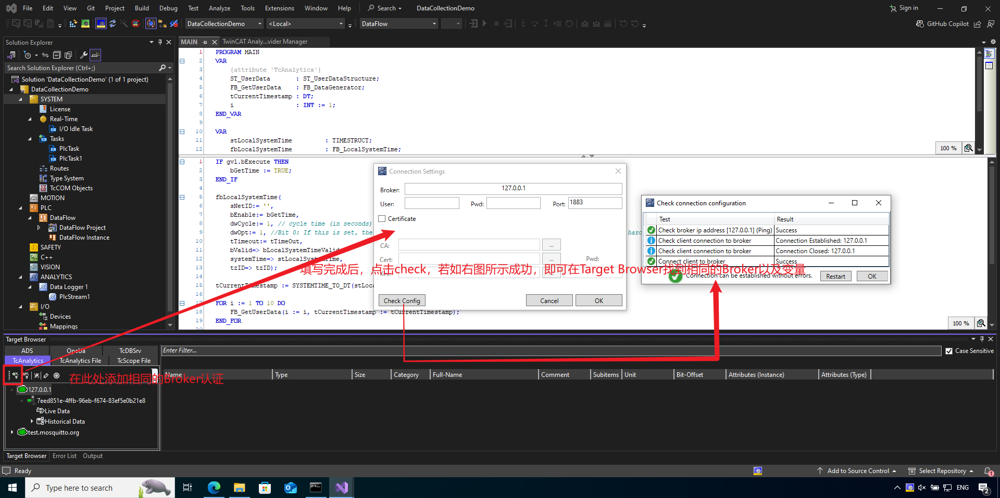 File Edit View Git Project Build Debug Test Analyze Tools Extensions Window Help Search DataCollectionDemo Sign in
DataCollectionDemo <Local> DataFlow GitHub Copilot
Solution Explorer
Search Solution Explorer (Ctrl+;)
Solution 'DataCollectionDemo' (1 of 1 project)
DataCollectionDemo
SYSTEM
License
Real-Time
I/O Idle Task
Tasks
PlcTask
PlcTask1
Routes
Type System
TcCOM Objects
MOTION
PLC
DataFlow
DataFlow Project
DataFlow Instance
SAFETY
C++
VISION
ANALYTICS
Data Logger 1
PlcStream1
I/O
Devices
Mappings
MAIN TwinCAT Analy...vider Manager
1 PROGRAM MAIN
2 VAR
3 {attribute 'TcAnalytics'}
4 ST_UserData : ST_UserDataStructure;
5 FB_GetUserData : FB_DataGenerator;
6 tCurrentTimestamp : DT;
7 i : INT := 1;
8 END_VAR
9
10 VAR
11 stLocalSystemTime : TIMESTRUCT;
12 fbLocalSystemTime : FB_LocalSystemTime;
100 %
1 IF gvl.bExecute THEN
2 bGetTime := TRUE;
3 END_IF
4
5 fbLocalSystemTime(
6 sNetID:= '',
7 bEnable:= bGetTime,
8 dwCycle:= 1, // cycle time (in seconds)
9 dwOpt:= 1, //Bit 0: If this is set, the hard
10 tTimeout:= tTimeOut,
11 bValid=> bLocalSystemTimeValid
12 systemTime=> stLocalSystemTime,
13 tzID=> tzID);
14
15 tCurrentTimestamp := SYSTEMTIME_TO_DT(stLoca
16
17 FOR i := 1 TO 10 DO
18 FB_GetUserData(i := i, tCurrentTimestamp := tCurrentTimestamp);
19 END_FOR
20
100 %
Connection Settings
Broker: 127.0.0.1
User: Pwd: Port: 1883
Certificate
CA: ...
Cert: ... Pwd:
Key: ...
Check Config Cancel OK
填写完成后，点击check，若如右图所示成功，即可在Target Browser找到相同的Broker以及变量
Check connection configuration
Test Result
Check broker ip address [127.0.0.1] (Ping) Success
Check client connection to broker Connection Established: 127.0.0.1
Check client connection to broker Connection Closed: 127.0.0.1
Connect client to broker Success
Connection can be established without errors. Restart OK
Target Browser
ADS OpcUa TcDBSrv
TcAnalytics TcAnalytics File TcScope File
Enter Filter... Case Sensitive
在此处添加相同的Broker认证
Name Type Size Category Full-Name Comment Subitems Unit Bit-Offset Attributes (Instance) Attributes (Type)
127.0.0.1
7eed851e-4ffb-96eb-f674-83ef5e0b21e8
Live Data
Historical Data
test.mosquitto.org
Target Browser Error List Output
Ready Add to Source Control Select Repository 1
Type here to search ENG 2